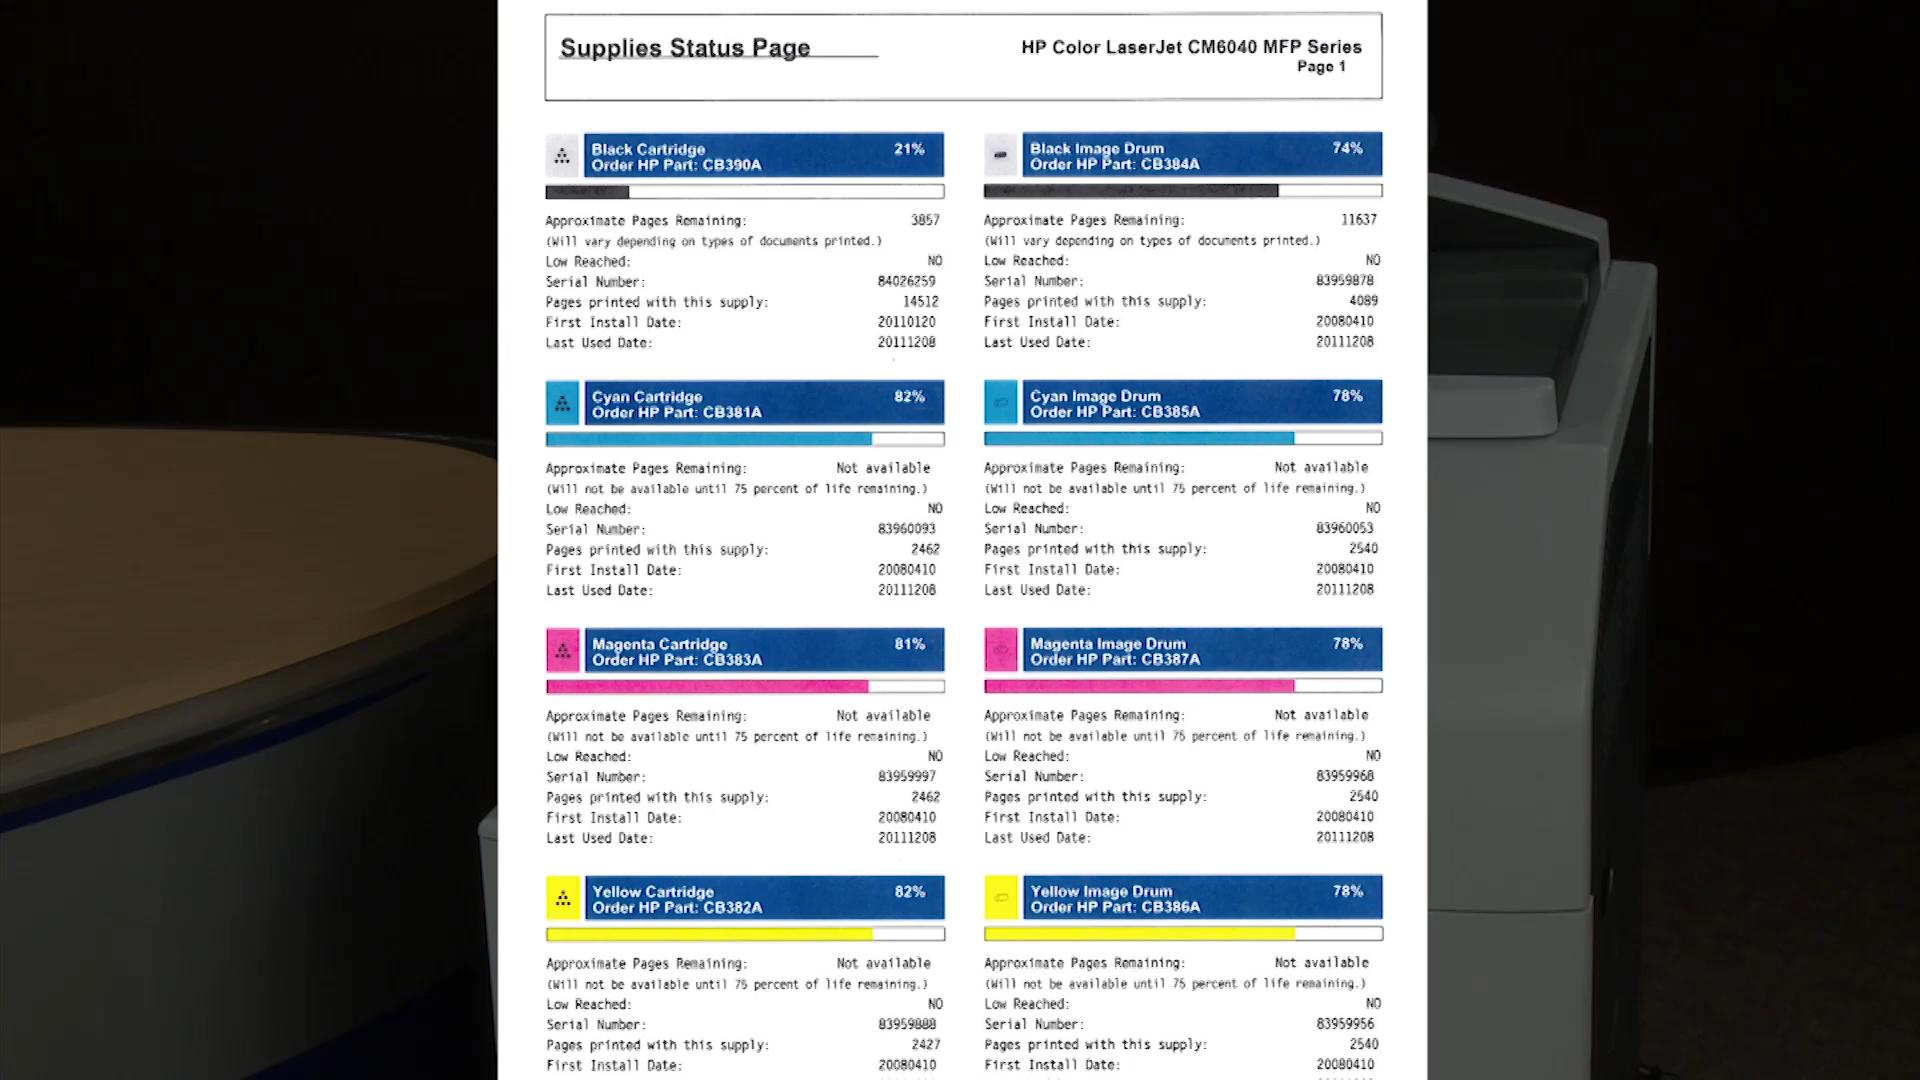 Supplies Status Page
HP Color LaserJet CM6040 MFP Series
Page 1
Black Cartridge 21%
Order HP Part: CB390A
Approximate Pages Remaining: 3857
(Will vary depending on types of documents printed.)
Low Reached: NO
Serial Number: 84026259
Pages printed with this supply: 14512
First Install Date: 20110120
Last Used Date: 20111208
Black Image Drum 74%
Order HP Part: CB384A
Approximate Pages Remaining: 11637
(Will vary depending on types of documents printed.)
Low Reached: NO
Serial Number: 83959878
Pages printed with this supply: 4089
First Install Date: 20080410
Last Used Date: 20111208
Cyan Cartridge 82%
Order HP Part: CB381A
Approximate Pages Remaining: Not available
(Will not be available until 75 percent of life remaining.)
Low Reached: NO
Serial Number: 83960093
Pages printed with this supply: 2462
First Install Date: 20080410
Last Used Date: 20111208
Cyan Image Drum 78%
Order HP Part: CB385A
Approximate Pages Remaining: Not available
(Will not be available until 75 percent of life remaining.)
Low Reached: NO
Serial Number: 83960053
Pages printed with this supply: 2540
First Install Date: 20080410
Last Used Date: 20111208
Magenta Cartridge 81%
Order HP Part: CB383A
Approximate Pages Remaining: Not available
(Will not be available until 75 percent of life remaining.)
Low Reached: NO
Serial Number: 83959997
Pages printed with this supply: 2462
First Install Date: 20080410
Last Used Date: 20111208
Magenta Image Drum 78%
Order HP Part: CB387A
Approximate Pages Remaining: Not available
(Will not be available until 75 percent of life remaining.)
Low Reached: NO
Serial Number: 83959968
Pages printed with this supply: 2540
First Install Date: 20080410
Last Used Date: 20111208
Yellow Cartridge 82%
Order HP Part: CB382A
Approximate Pages Remaining: Not available
(Will not be available until 75 percent of life remaining.)
Low Reached: NO
Serial Number: 83959888
Pages printed with this supply: 2427
First Install Date: 20080410
Yellow Image Drum 78%
Order HP Part: CB386A
Approximate Pages Remaining: Not available
(Will not be available until 75 percent of life remaining.)
Low Reached: NO
Serial Number: 83959956
Pages printed with this supply: 2540
First Install Date: 20080410